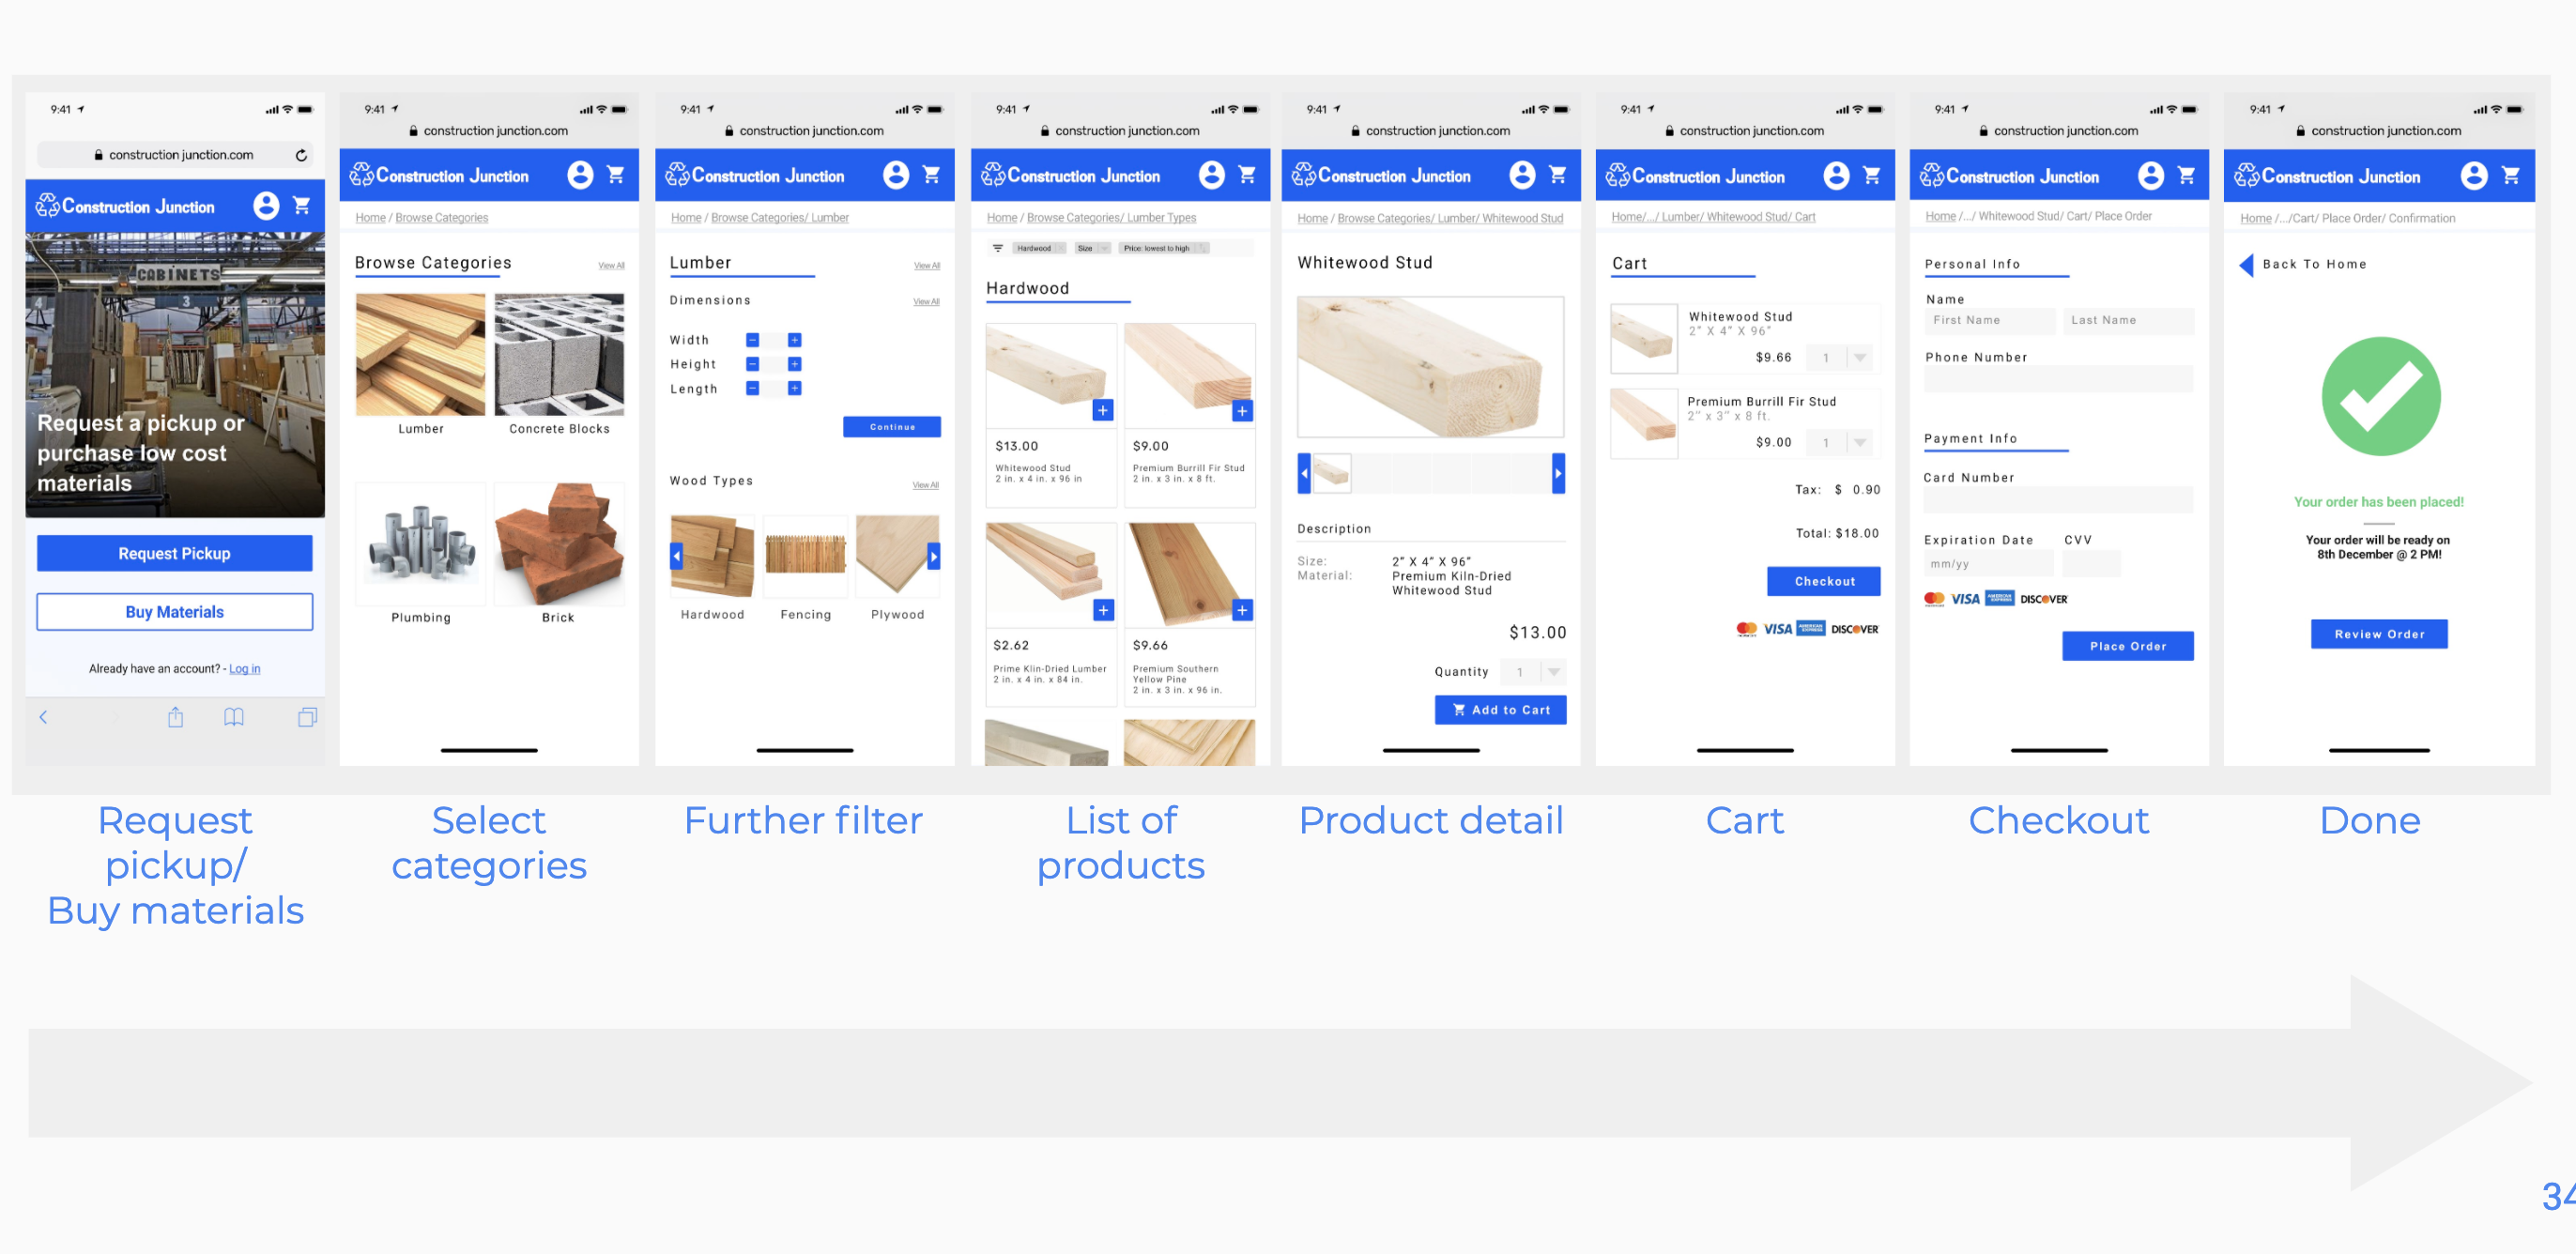 9:41
construction junction.com
Construction Junction
CABINETS
4
3
Request a pickup or
purchase low cost
materials
Request Pickup
Buy Materials
Already have an account? - Log in
9:41
construction junction.com
Construction Junction
Home / Browse Categories
Browse Categories
View All
Lumber
Concrete Blocks
Plumbing
Brick
9:41
construction junction.com
Construction Junction
Home / Browse Categories/ Lumber
Lumber
View All
Dimensions
View All
Width
Height
Length
Continue
Wood Types
View All
Hardwood
Fencing
Plywood
9:41
construction junction.com
Construction Junction
Home / Browse Categories/ Lumber Types
Hardwood
Size
Price: lowest to high
Hardwood
$13.00
Whitewood Stud
2 in. x 4 in. x 96 in
$9.00
Premium Burrill Fir Stud
2 in. x 3 in. x 8 ft.
$2.62
Prime Klin-Dried Lumber
2 in. x 4 in. x 84 in.
$9.66
Premium Southern
Yellow Pine
2 in. x 3 in. x 96 in.
9:41
construction junction.com
Construction Junction
Home / Browse Categories/ Lumber/ Whitewood Stud
Whitewood Stud
Description
Size: 2" X 4" X 96"
Material: Premium Kiln-Dried
Whitewood Stud
$13.00
Quantity 1
Add to Cart
9:41
construction junction.com
Construction Junction
Home/.../ Lumber/ Whitewood Stud/ Cart
Cart
Whitewood Stud
2" X 4" X 96"
$9.66 1
Premium Burrill Fir Stud
2" x 3" x 8 ft.
$9.00 1
Tax: $ 0.90
Total: $18.00
Checkout
VISA AMERICAN EXPRESS DISCOVER
9:41
construction junction.com
Construction Junction
Home /.../ Whitewood Stud/ Cart/ Place Order
Personal Info
Name
First Name
Last Name
Phone Number
Payment Info
Card Number
Expiration Date CVV
mm/yy
VISA AMERICAN EXPRESS DISCOVER
Place Order
9:41
construction junction.com
Construction Junction
Home /.../Cart/ Place Order/ Confirmation
Back To Home
Your order has been placed!
Your order will be ready on
8th December @ 2 PM!
Review Order
Request
pickup/
Buy materials
Select
categories
Further filter
List of
products
Product detail
Cart
Checkout
Done
34